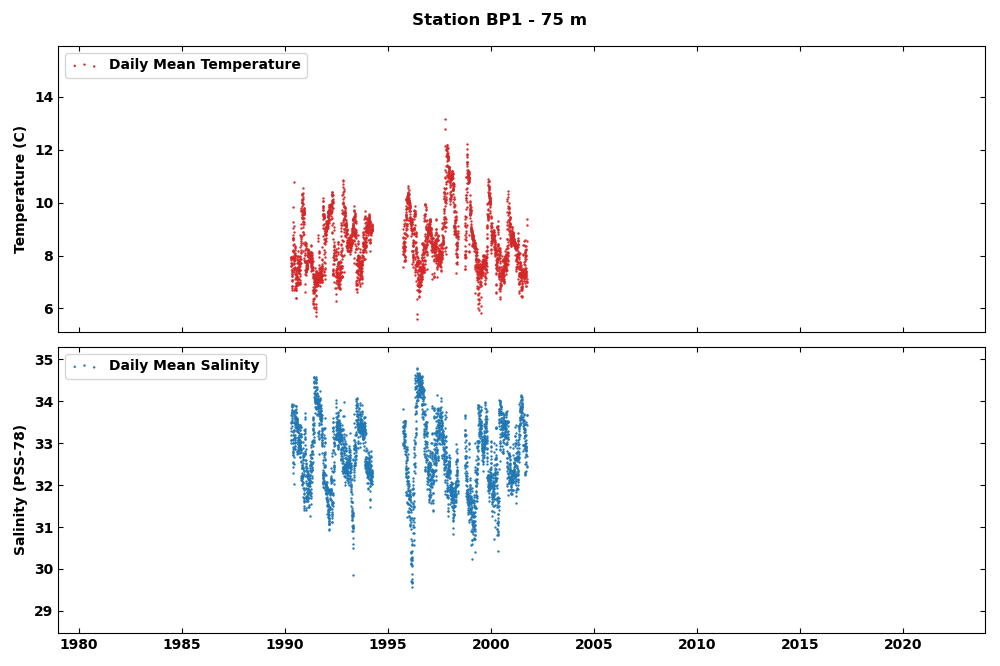 Station BP1 - 75 m
Daily Mean Temperature
Temperature (C)
14
12
10
8
6
Daily Mean Salinity
Salinity (PSS-78)
35
34
33
32
31
30
29
1980 1985 1990 1995 2000 2005 2010 2015 2020